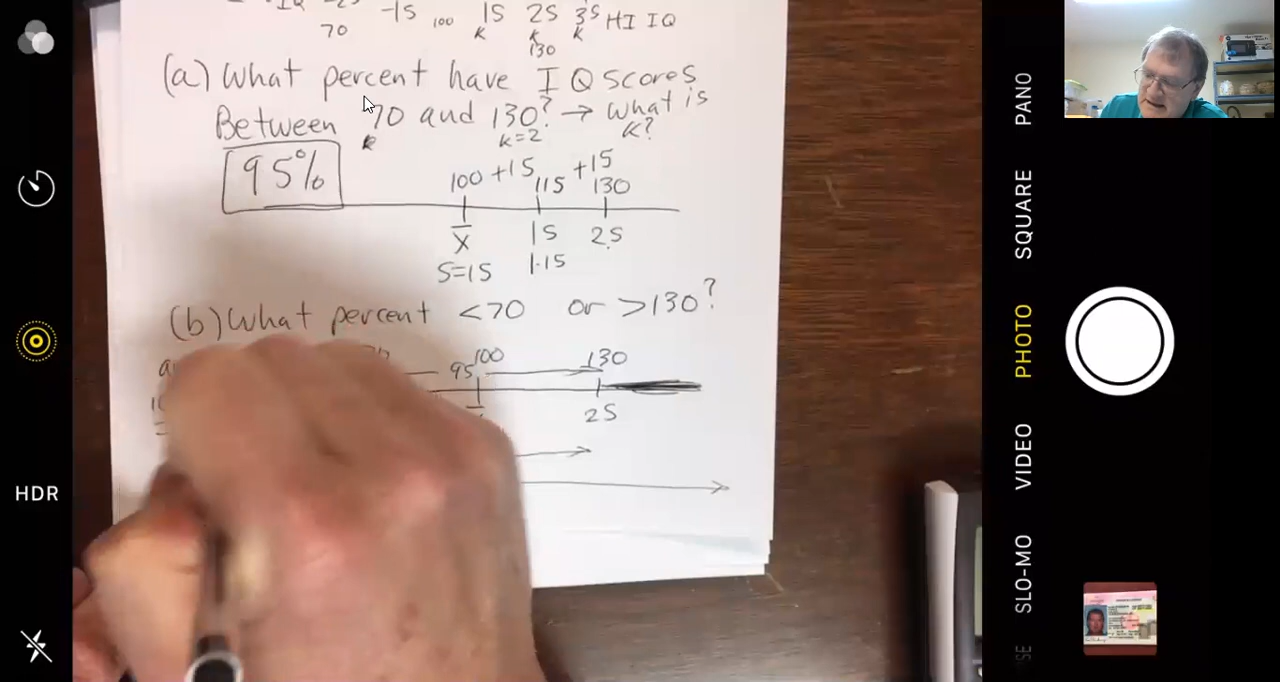 70 -1S 100 1S 2S 3S HI IQ
K K K
130
(a) What percent have IQ scores
Between 70 and 130? → what is
K K=2 K?
95%
100 +15 115 +15 130
X 1S 2S
S=15 1·15
(b) What percent <70 or >130?
95 100 130
2S
HDR
PANO
SQUARE
PHOTO
VIDEO
SLO-MO
SE